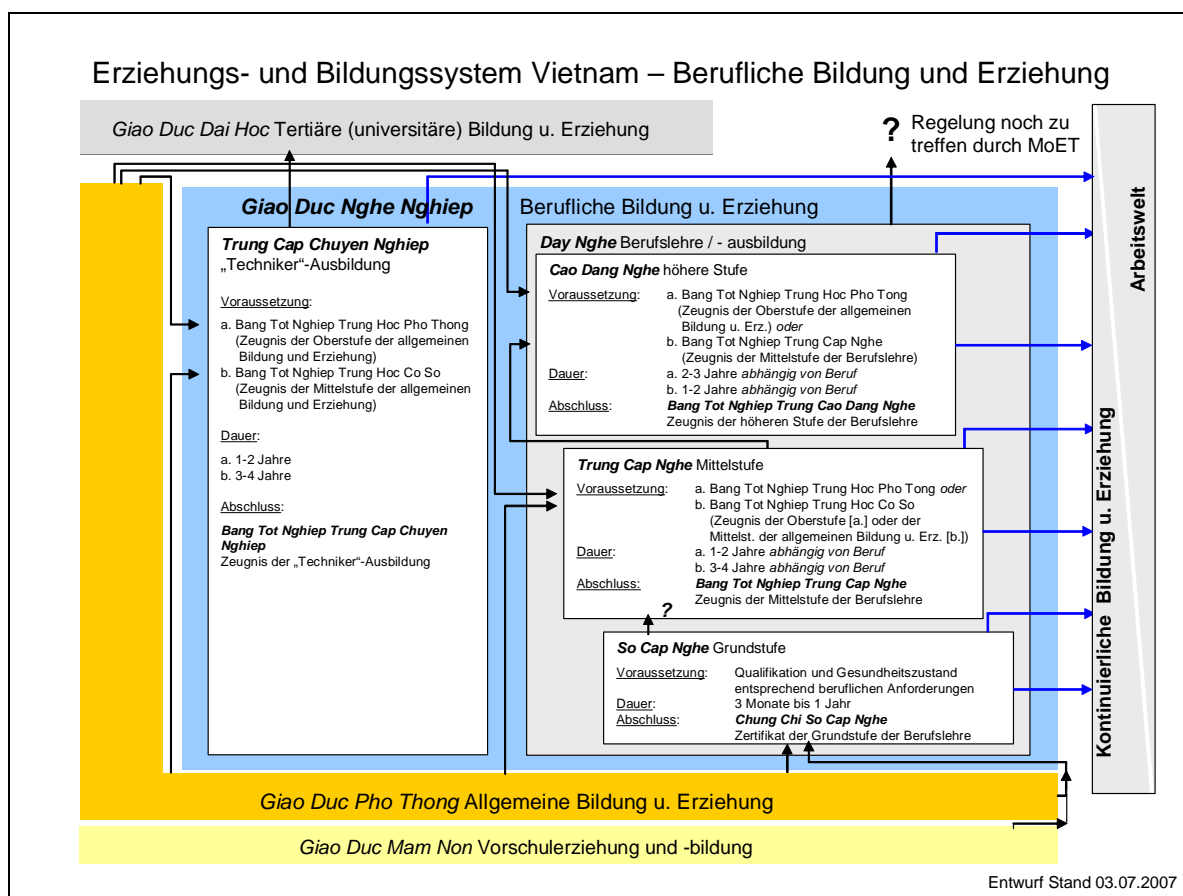 Erziehungs- und Bildungssystem Vietnam – Berufliche Bildung und Erziehung
Giao Duc Dai Hoc Tertiäre (universitäre) Bildung u. Erziehung
? Regelung noch zu
treffen durch MoET
Giao Duc Nghe Nghiep Berufliche Bildung u. Erziehung
Trung Cap Chuyen Nghiep
„Techniker“-Ausbildung
Voraussetzung:
a. Bang Tot Nghiep Trung Hoc Pho Thong
(Zeugnis der Oberstufe der allgemeinen
Bildung und Erziehung)
b. Bang Tot Nghiep Trung Hoc Co So
(Zeugnis der Mittelstufe der allgemeinen
Bildung und Erziehung)
Dauer:
a. 1-2 Jahre
b. 3-4 Jahre
Abschluss:
Bang Tot Nghiep Trung Cap Chuyen
Nghiep
Zeugnis der „Techniker“-Ausbildung
Day Nghe Berufslehre / - ausbildung
Cao Dang Nghe höhere Stufe
Voraussetzung: a. Bang Tot Nghiep Trung Hoc Pho Tong
(Zeugnis der Oberstufe der allgemeinen
Bildung u. Erz.) oder
b. Bang Tot Nghiep Trung Cap Nghe
(Zeugnis der Mittelstufe der Berufslehre)
Dauer: a. 2-3 Jahre abhängig von Beruf
b. 1-2 Jahre abhängig von Beruf
Abschluss: Bang Tot Nghiep Trung Cao Dang Nghe
Zeugnis der höheren Stufe der Berufslehre
Trung Cap Nghe Mittelstufe
Voraussetzung: a. Bang Tot Nghiep Trung Hoc Pho Tong oder
b. Bang Tot Nghiep Trung Hoc Co So
(Zeugnis der Oberstufe [a.] oder der
Mittelst. der allgemeinen Bildung u. Erz. [b.])
Dauer: a. 1-2 Jahre abhängig von Beruf
b. 3-4 Jahre abhängig von Beruf
Abschluss: Bang Tot Nghiep Trung Cap Nghe
Zeugnis der Mittelstufe der Berufslehre
?
So Cap Nghe Grundstufe
Voraussetzung: Qualifikation und Gesundheitszustand
entsprechend beruflichen Anforderungen
Dauer: 3 Monate bis 1 Jahr
Abschluss: Chung Chi So Cap Nghe
Zertifikat der Grundstufe der Berufslehre
Kontinuierliche Bildung u. Erziehung
Arbeitswelt
Giao Duc Pho Thong Allgemeine Bildung u. Erziehung
Giao Duc Mam Non Vorschulerziehung und -bildung
Entwurf Stand 03.07.2007